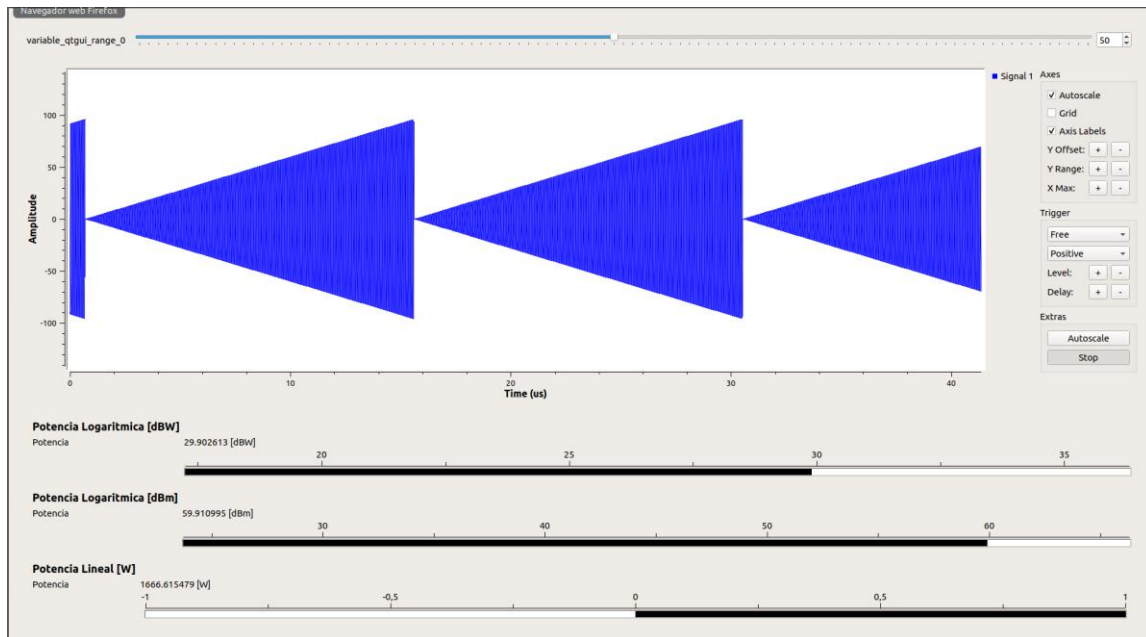 Navegador web Firefox
variable_qtgui_range_0
50
Signal 1
Axes
Autoscale
Grid
Axis Labels
Y Offset: + -
Y Range: + -
X Max: + -
Trigger
Free
Positive
Level: + -
Delay: + -
Extras
Autoscale
Stop
Amplitude
100
50
0
-50
-100
0 10 20 30 40
Time (us)
Potencia Logaritmica [dBW]
Potencia 29.902613 [dBW]
20 25 30 35
Potencia Logaritmica [dBm]
Potencia 59.910995 [dBm]
30 40 50 60
Potencia Lineal [W]
Potencia 1666.615479 [W]
-1 -0,5 0 0,5 1